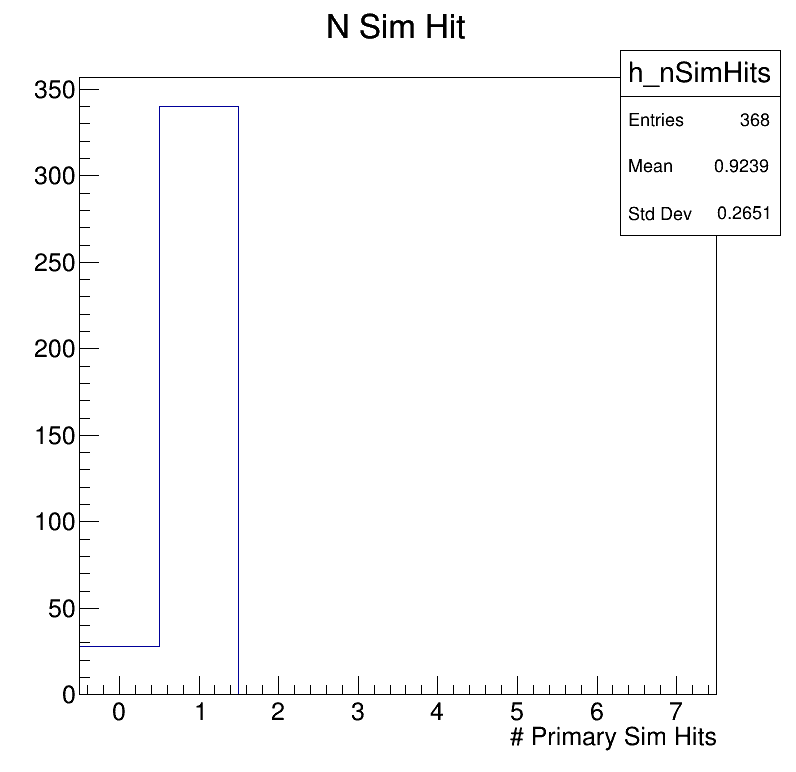 N Sim Hit
h_nSimHits
Entries 368
Mean 0.9239
Std Dev 0.2651
350
300
250
200
150
100
50
0
0 1 2 3 4 5 6 7
# Primary Sim Hits